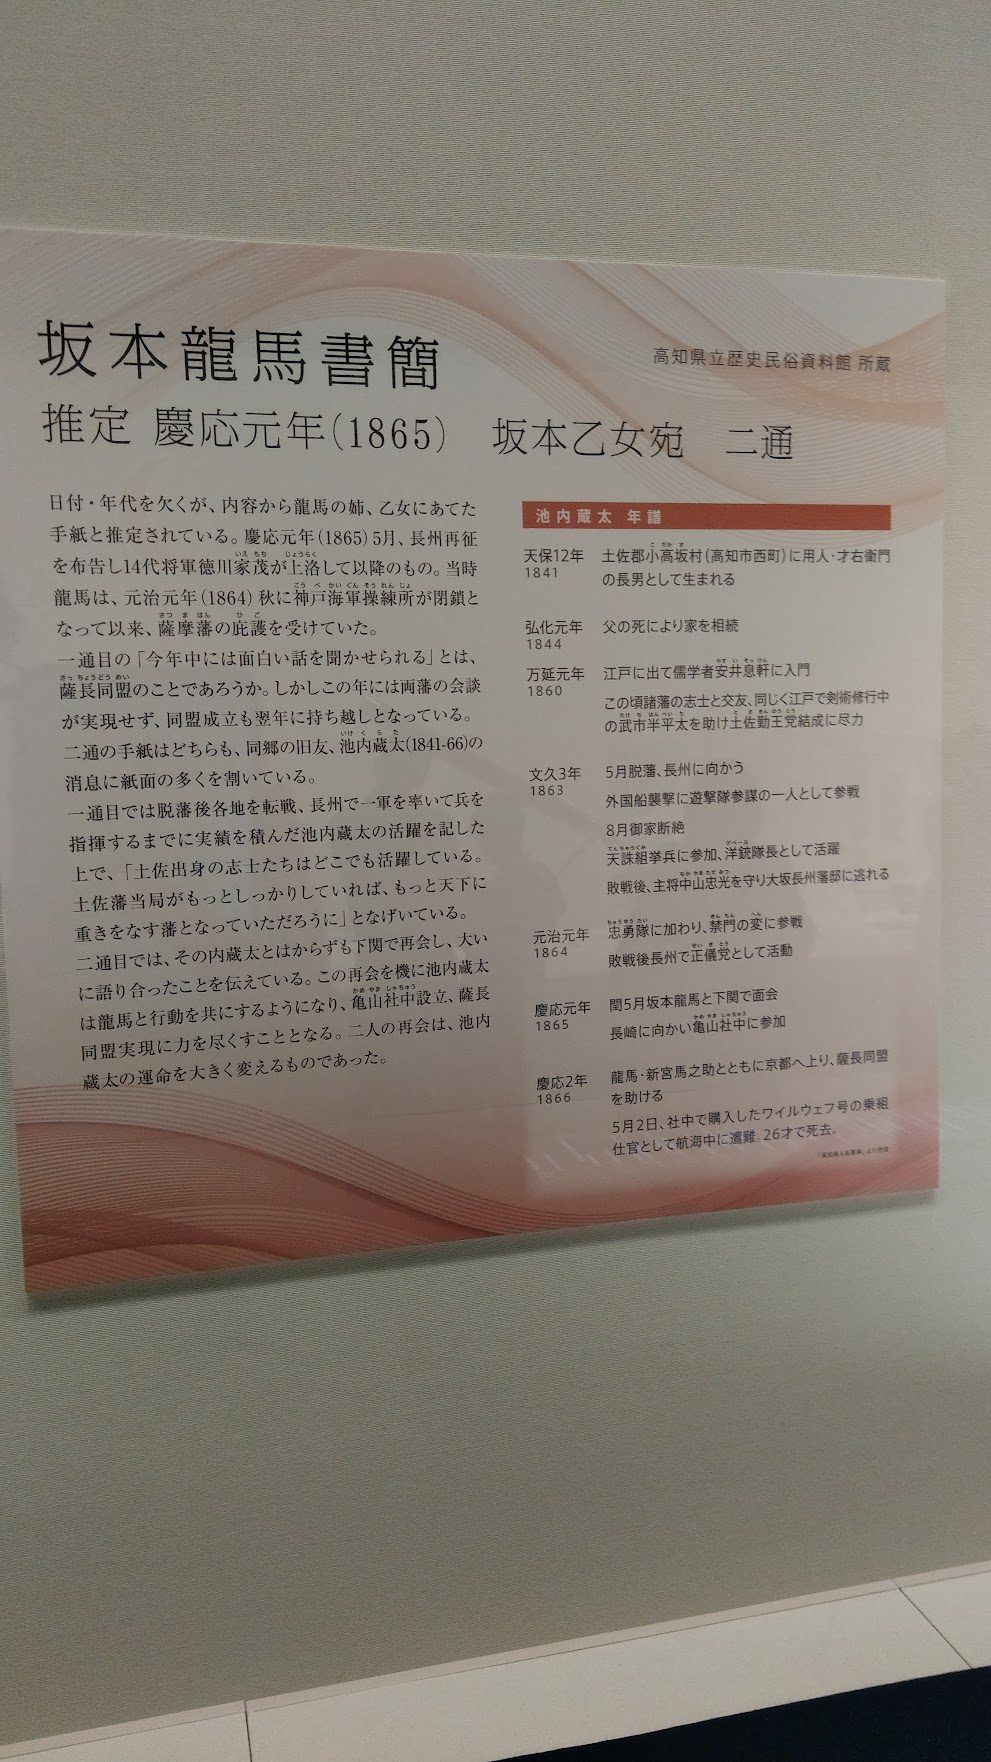 坂本龍馬書簡
高知県立歴史民俗資料館 所蔵
推定 慶応元年(1865) 坂本乙女宛 二通
日付・年代を欠くが、内容から龍馬の姉、乙女にあてた
手紙と推定されている。慶応元年(1865)5月、長州再征
を布告し14代将軍徳川家茂が上洛して以降のもの。当時
龍馬は、元治元年(1864)秋に神戸海軍操練所が閉鎖と
なって以来、薩摩藩の庇護を受けていた。
一通目の「今年中には面白い話を聞かせられる」とは、
薩長同盟のことであろうか。しかしこの年には両藩の会談
が実現せず、同盟成立も翌年に持ち越しとなっている。
二通の手紙はどちらも、同郷の旧友、池内蔵太(1841-66)の
消息に紙面の多くを割いている。
一通目では脱藩後各地を転戦、長州で一軍を率いて兵を
指揮するまでに実績を積んだ池内蔵太の活躍を記した
上で、「土佐出身の志士たちはどこでも活躍している。
土佐藩当局がもっとしっかりしていれば、もっと天下に
重きをなす藩となっていただろうに」となげいている。
二通目では、その内蔵太とはからずも下関で再会し、大い
に語り合ったことを伝えている。この再会を機に池内蔵太
は龍馬と行動を共にするようになり、亀山社中設立、薩長
同盟実現に力を尽くすこととなる。二人の再会は、池内
蔵太の運命を大きく変えるものであった。
池内蔵太 年譜
天保12年 土佐郡小高坂村(高知市西町)に用人・才右衛門
1841 の長男として生まれる
弘化元年 父の死により家を相続
1844
万延元年 江戸に出て儒学者安井息軒に入門
1860
この頃諸藩の志士と交友、同じく江戸で剣術修行中
の武市半平太を助け土佐勤王党結成に尽力
文久3年 5月脱藩、長州に向かう
1863
外国船襲撃に遊撃隊参謀の一人として参戦
8月御家断絶
天誅組挙兵に参加、洋銃隊長として活躍
敗戦後、主将中山忠光を守り大坂長州藩邸に逃れる
元治元年 忠勇隊に加わり、禁門の変に参戦
1864 敗戦後長州で正儀党として活動
慶応元年 閏5月坂本龍馬と下関で面会
1865 長崎に向かい亀山社中に参加
慶応2年 龍馬・新宮馬之助とともに京都へ上り、薩長同盟
1866 を助ける
5月2日、社中で購入したワイルウェフ号の乗組
仕官として航海中に遭難。26才で死去。